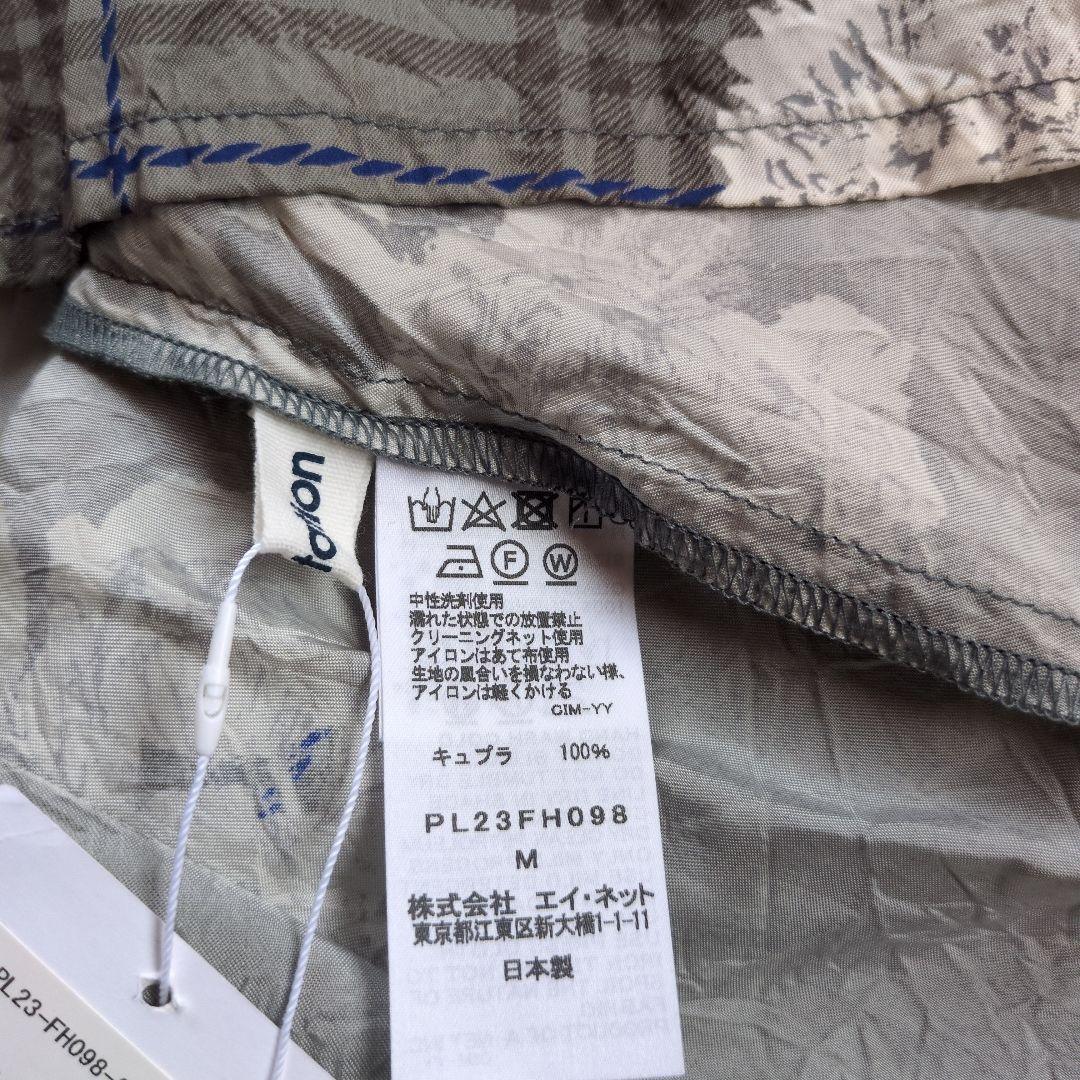 tation
F W
中性洗剤使用
濡れた状態での放置禁止
クリーニングネット使用
アイロンはあて布使用
生地の風合いを損なわない様、
アイロンは軽くかける
CIM-YY
キュプラ 100%
PL23FH098
M
株式会社 エイ・ネット
東京都江東区新大橋1-1-11
日本製
PL23-FH098-